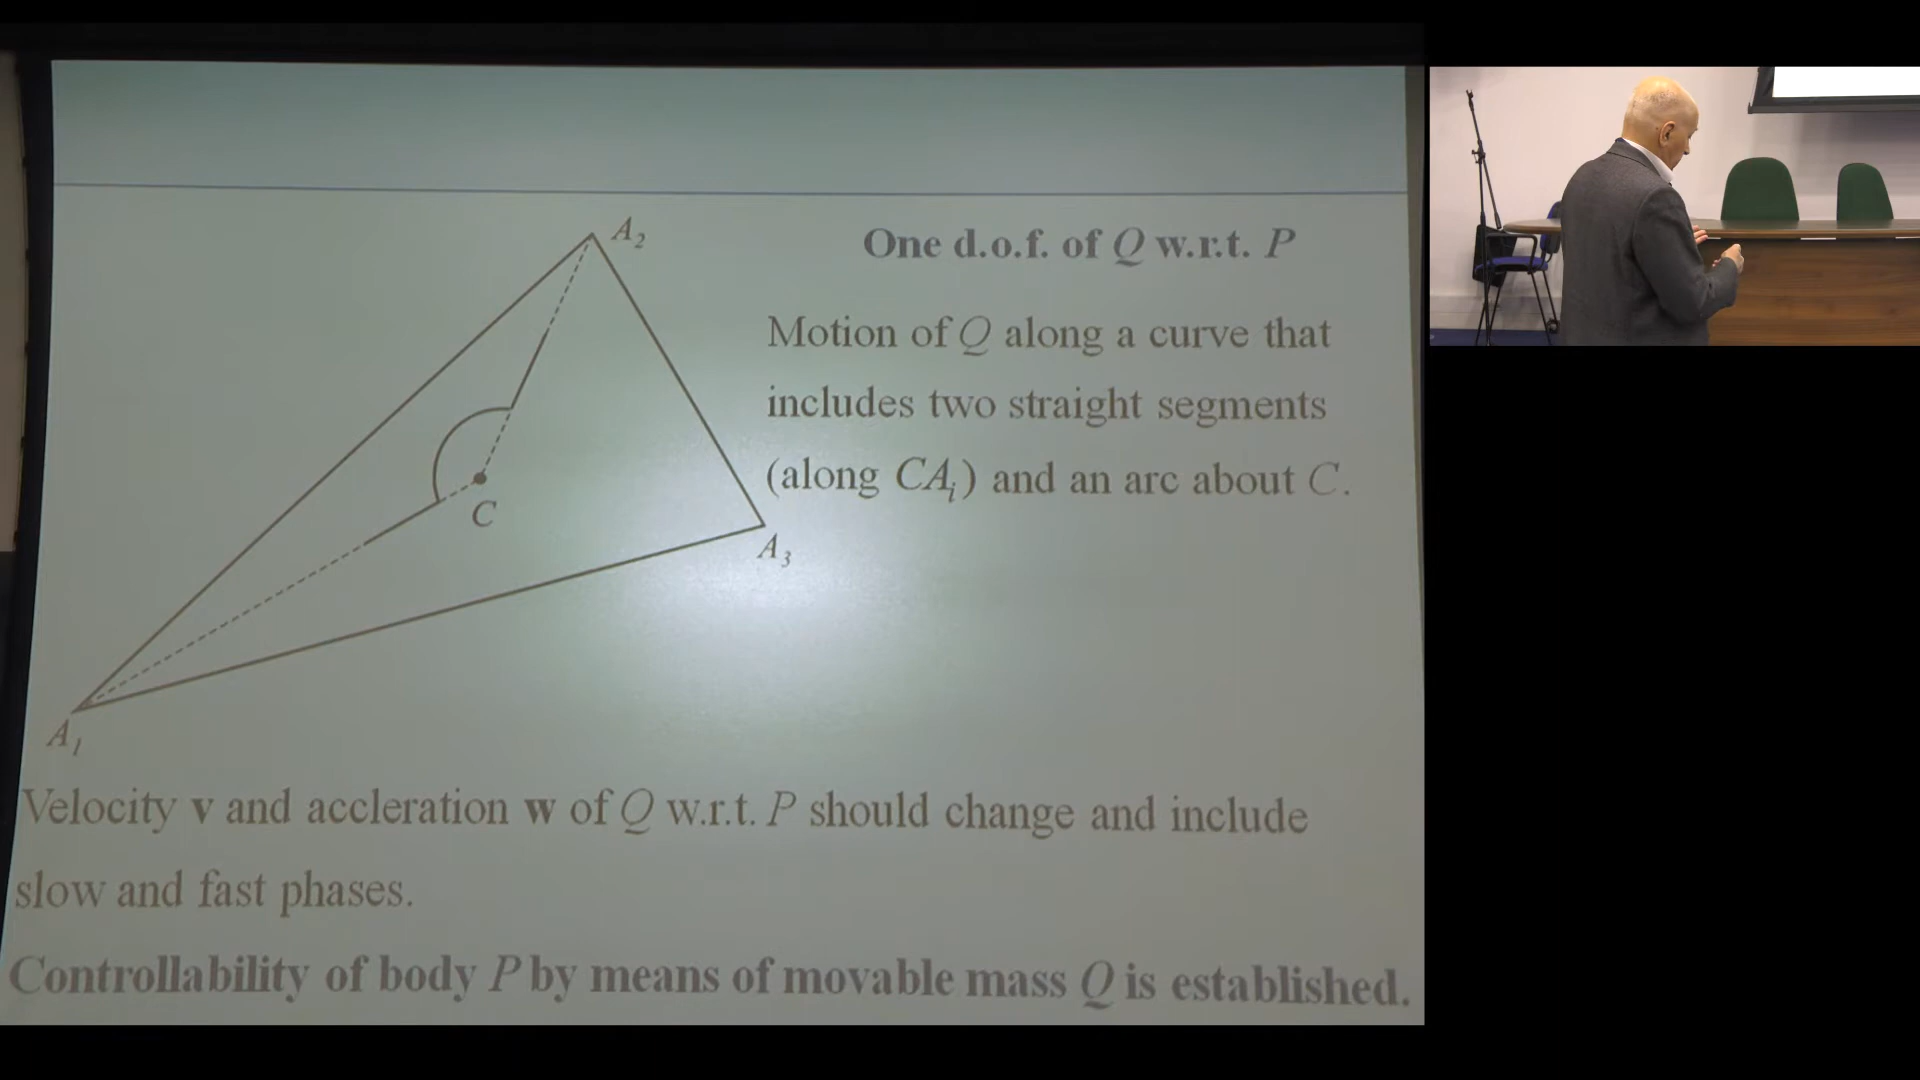 A2
One d.o.f. of Q w.r.t. P
Motion of Q along a curve that
includes two straight segments
(along CAi) and an arc about C.
C
A3
A1
Velocity v and accleration w of Q w.r.t. P should change and include
slow and fast phases.
Controllability of body P by means of movable mass Q is established.